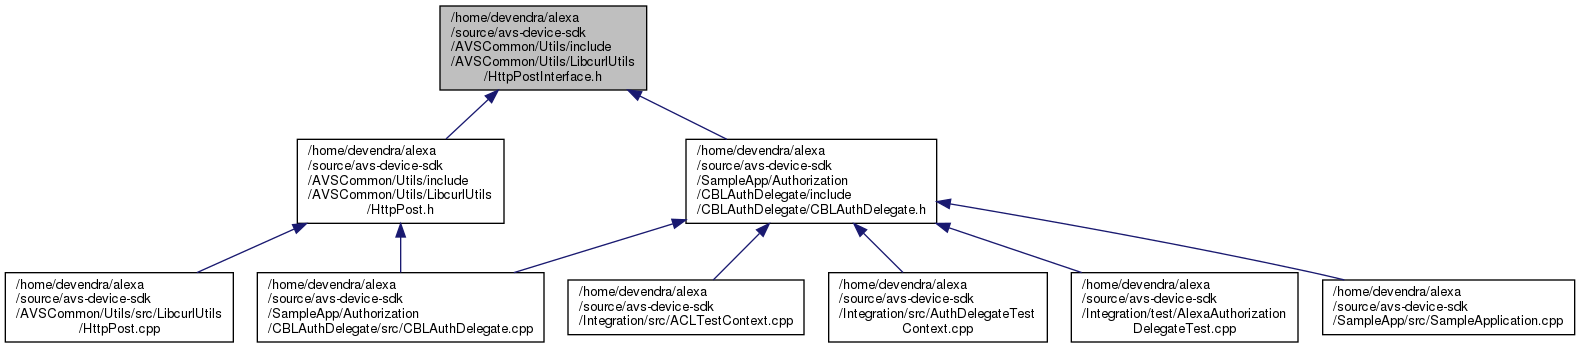 /home/devendra/alexa
/source/avs-device-sdk
/AVSCommon/Utils/include
/AVSCommon/Utils/LibcurlUtils
/HttpPostInterface.h
/home/devendra/alexa
/source/avs-device-sdk
/AVSCommon/Utils/include
/AVSCommon/Utils/LibcurlUtils
/HttpPost.h
/home/devendra/alexa
/source/avs-device-sdk
/SampleApp/Authorization
/CBLAuthDelegate/include
/CBLAuthDelegate/CBLAuthDelegate.h
/home/devendra/alexa
/source/avs-device-sdk
/AVSCommon/Utils/src/LibcurlUtils
/HttpPost.cpp
/home/devendra/alexa
/source/avs-device-sdk
/SampleApp/Authorization
/CBLAuthDelegate/src/CBLAuthDelegate.cpp
/home/devendra/alexa
/source/avs-device-sdk
/Integration/src/ACLTestContext.cpp
/home/devendra/alexa
/source/avs-device-sdk
/Integration/src/AuthDelegateTest
Context.cpp
/home/devendra/alexa
/source/avs-device-sdk
/Integration/test/AlexaAuthorization
DelegateTest.cpp
/home/devendra/alexa
/source/avs-device-sdk
/SampleApp/src/SampleApplication.cpp